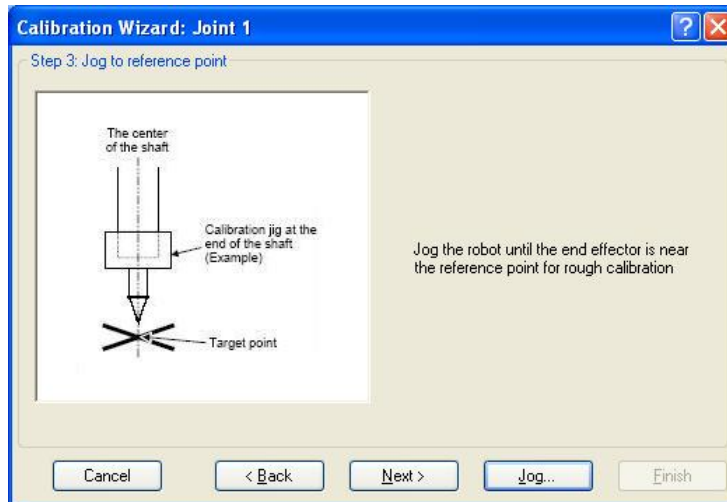 Calibration Wizard: Joint 1
Step 3: Jog to reference point
The center
of the shaft
Calibration jig at the
end of the shaft
(Example)
Target point
Jog the robot until the end effector is near
the reference point for rough calibration
Cancel
< Back
Next >
Jog...
Finish